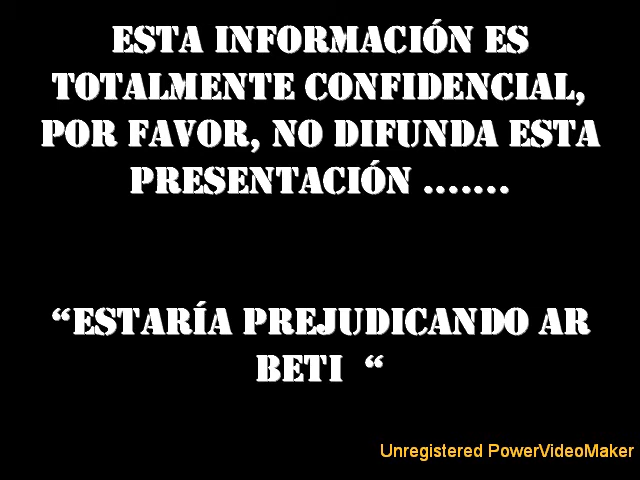 ESTA INFORMACIÓN ES
TOTALMENTE CONFIDENCIAL,
POR FAVOR, NO DIFUNDA ESTA
PRESENTACIÓN .......
“ESTARÍA PREJUDICANDO AR
BETI “
Unregistered PowerVideoMaker